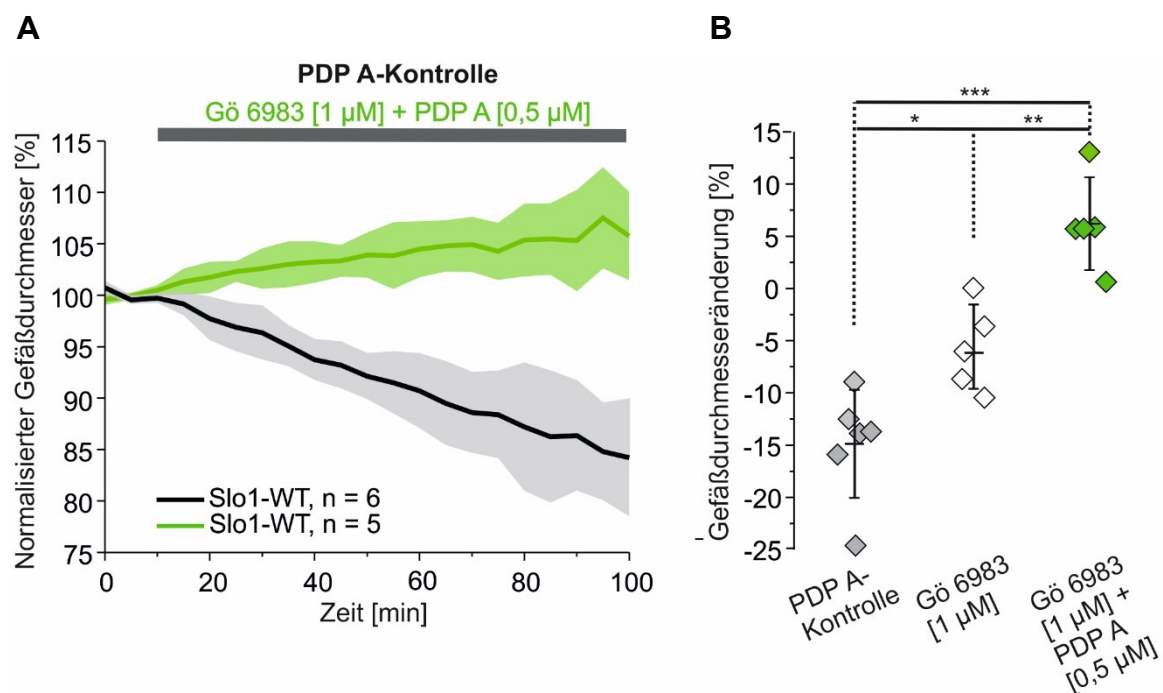 A
PDP A-Kontrolle
Gö 6983 [1 µM] + PDP A [0,5 µM]
Normalisierter Gefäßdurchmesser [%]
115
110
105
100
95
90
85
80
75
Slo1-WT, n = 6
Slo1-WT, n = 5
0 20 40 60 80 100
Zeit [min]
B
***
* **
Gefäßdurchmesseränderung [%]
15
10
5
0
-5
-10
-15
-20
-25
PDP A-
Kontrolle
Gö 6983
[1 µM]
Gö 6983
[1 µM] +
PDP A
[0,5 µM]